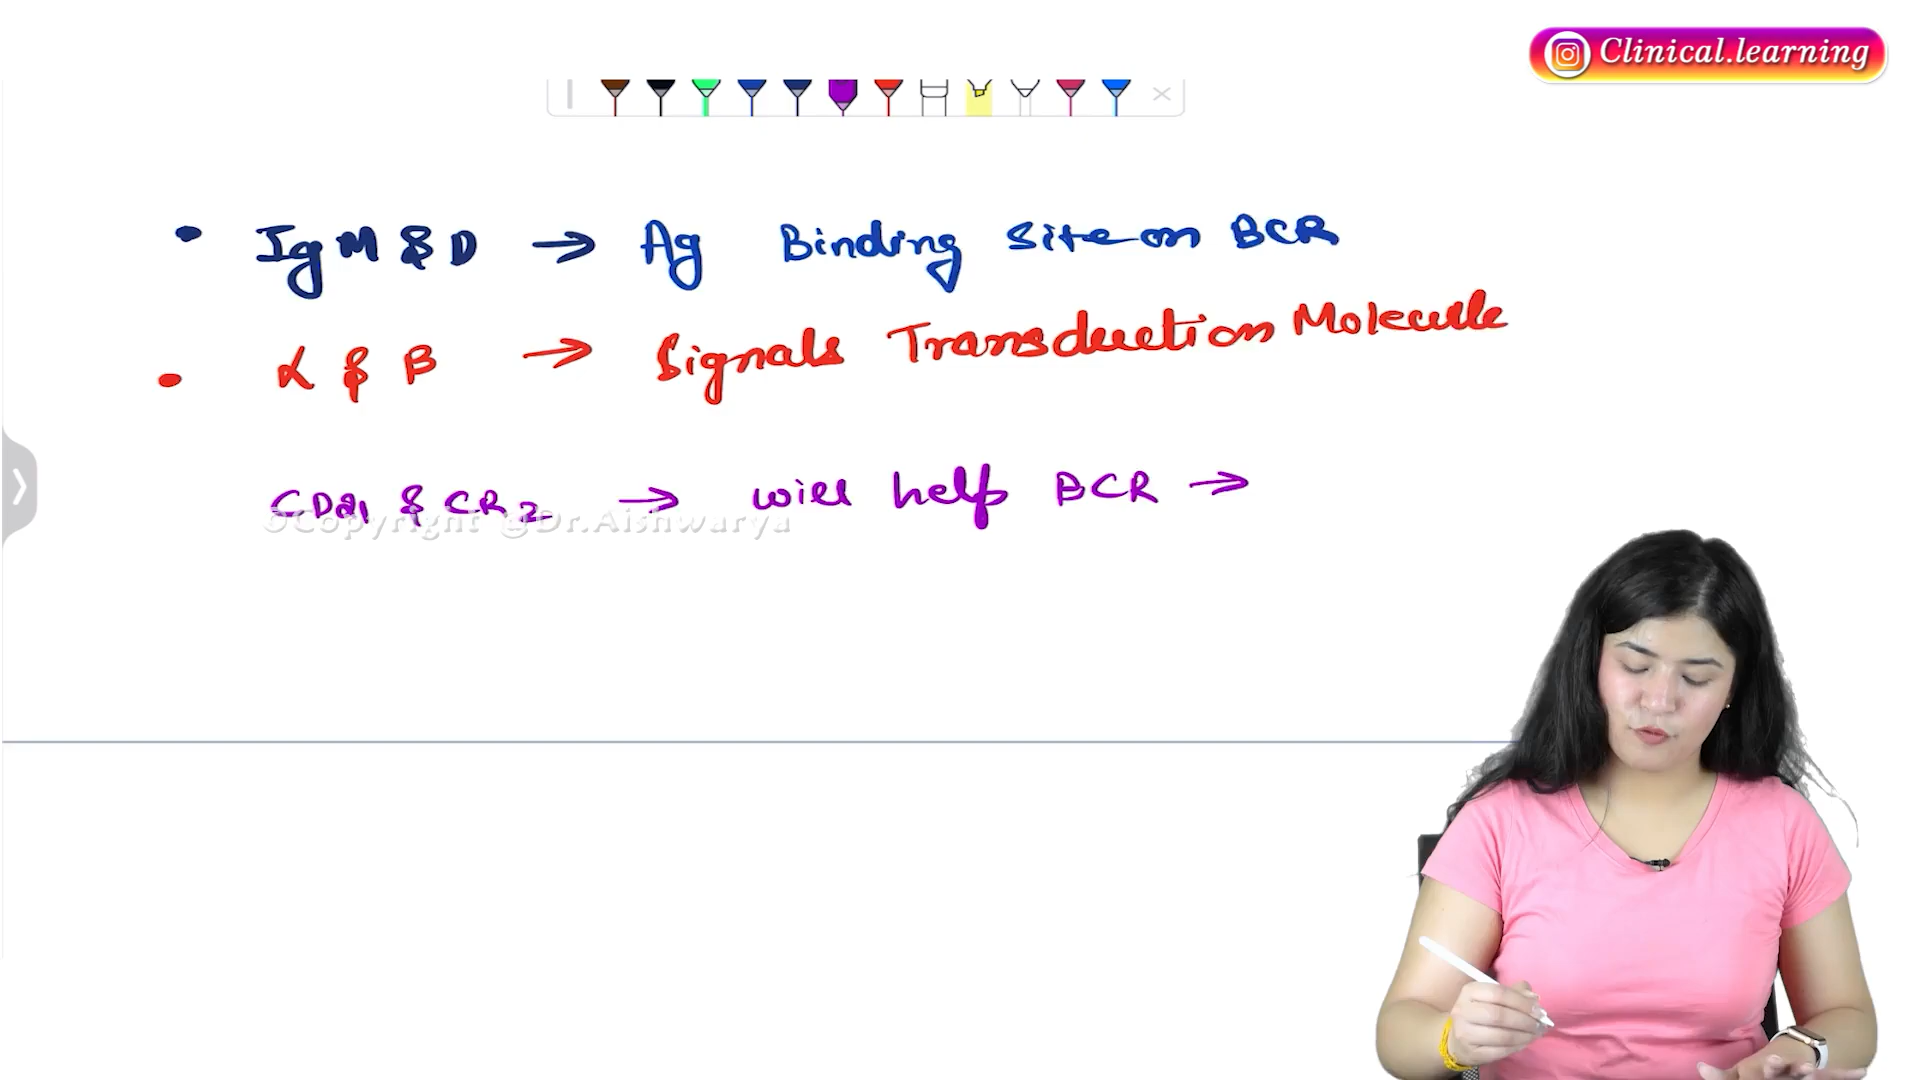 Clinical.learning
• IgM & D → Ag Binding Site on BCR
• α & β → Signals Transduction Molecule
CD21 & CR2 → will help BCR →
©Copyright @Dr.Aishwarya